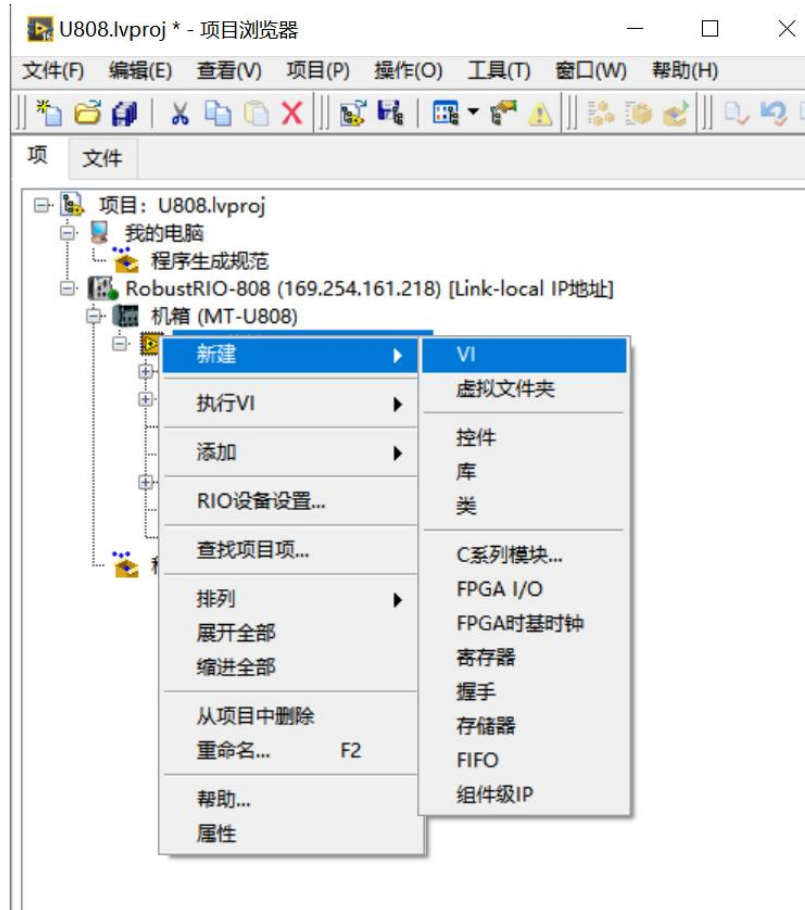 U808.lvproj * - 项目浏览器
文件(F) 编辑(E) 查看(V) 项目(P) 操作(O) 工具(T) 窗口(W) 帮助(H)
项 文件
项目: U808.lvproj
我的电脑
程序生成规范
RobustRIO-808 (169.254.161.218) [Link-local IP地址]
机箱 (MT-U808)
新建
执行VI
添加
RIO设备设置...
查找项目项...
排列
展开全部
缩进全部
从项目中删除
重命名... F2
帮助...
属性
VI
虚拟文件夹
控件
库
类
C系列模块...
FPGA I/O
FPGA时基时钟
寄存器
握手
存储器
FIFO
组件级IP